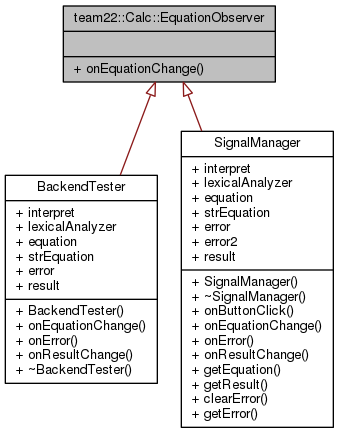 team22::Calc::EquationObserver
+ onEquationChange()
BackendTester
+ interpret
+ lexicalAnalyzer
+ equation
+ strEquation
+ error
+ result
+ BackendTester()
+ onEquationChange()
+ onError()
+ onResultChange()
+ ~BackendTester()
SignalManager
+ interpret
+ lexicalAnalyzer
+ equation
+ strEquation
+ error
+ error2
+ result
+ SignalManager()
+ ~SignalManager()
+ onButtonClick()
+ onEquationChange()
+ onError()
+ onResultChange()
+ getEquation()
+ getResult()
+ clearError()
+ getError()